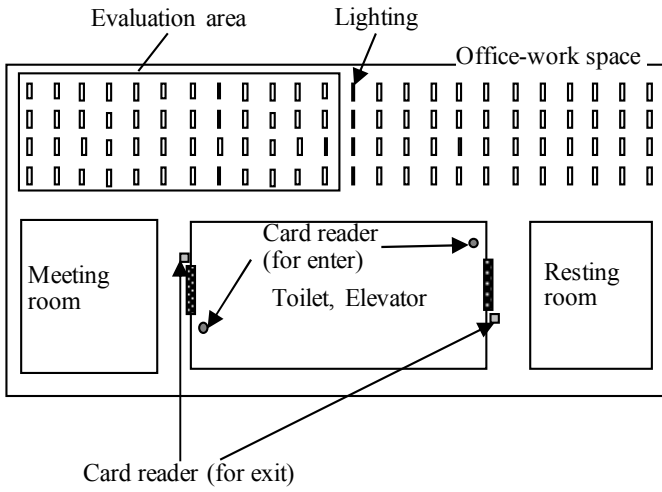 Evaluation area
Lighting
Office-work space
Card reader
(for enter)
Meeting
room
Toilet, Elevator
Resting
room
Card reader (for exit)